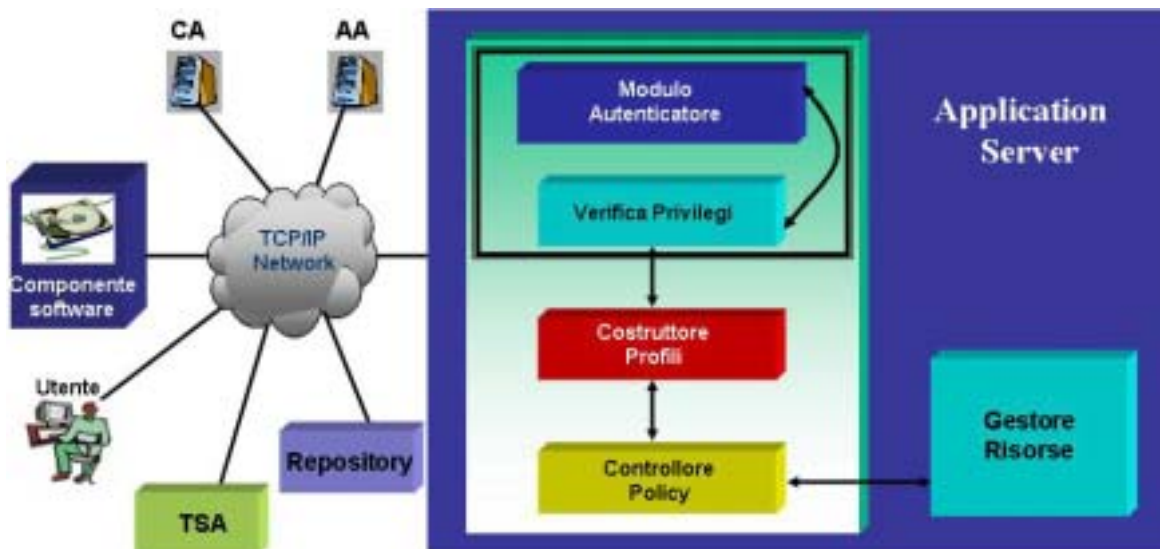 CA
AA
Modulo
Autenticatore
Application
Server
Verifica Privilegi
TCP/IP
Network
Componente
software
Costruttore
Profili
Utente
Gestore
Risorse
Repository
Controllore
Policy
TSA